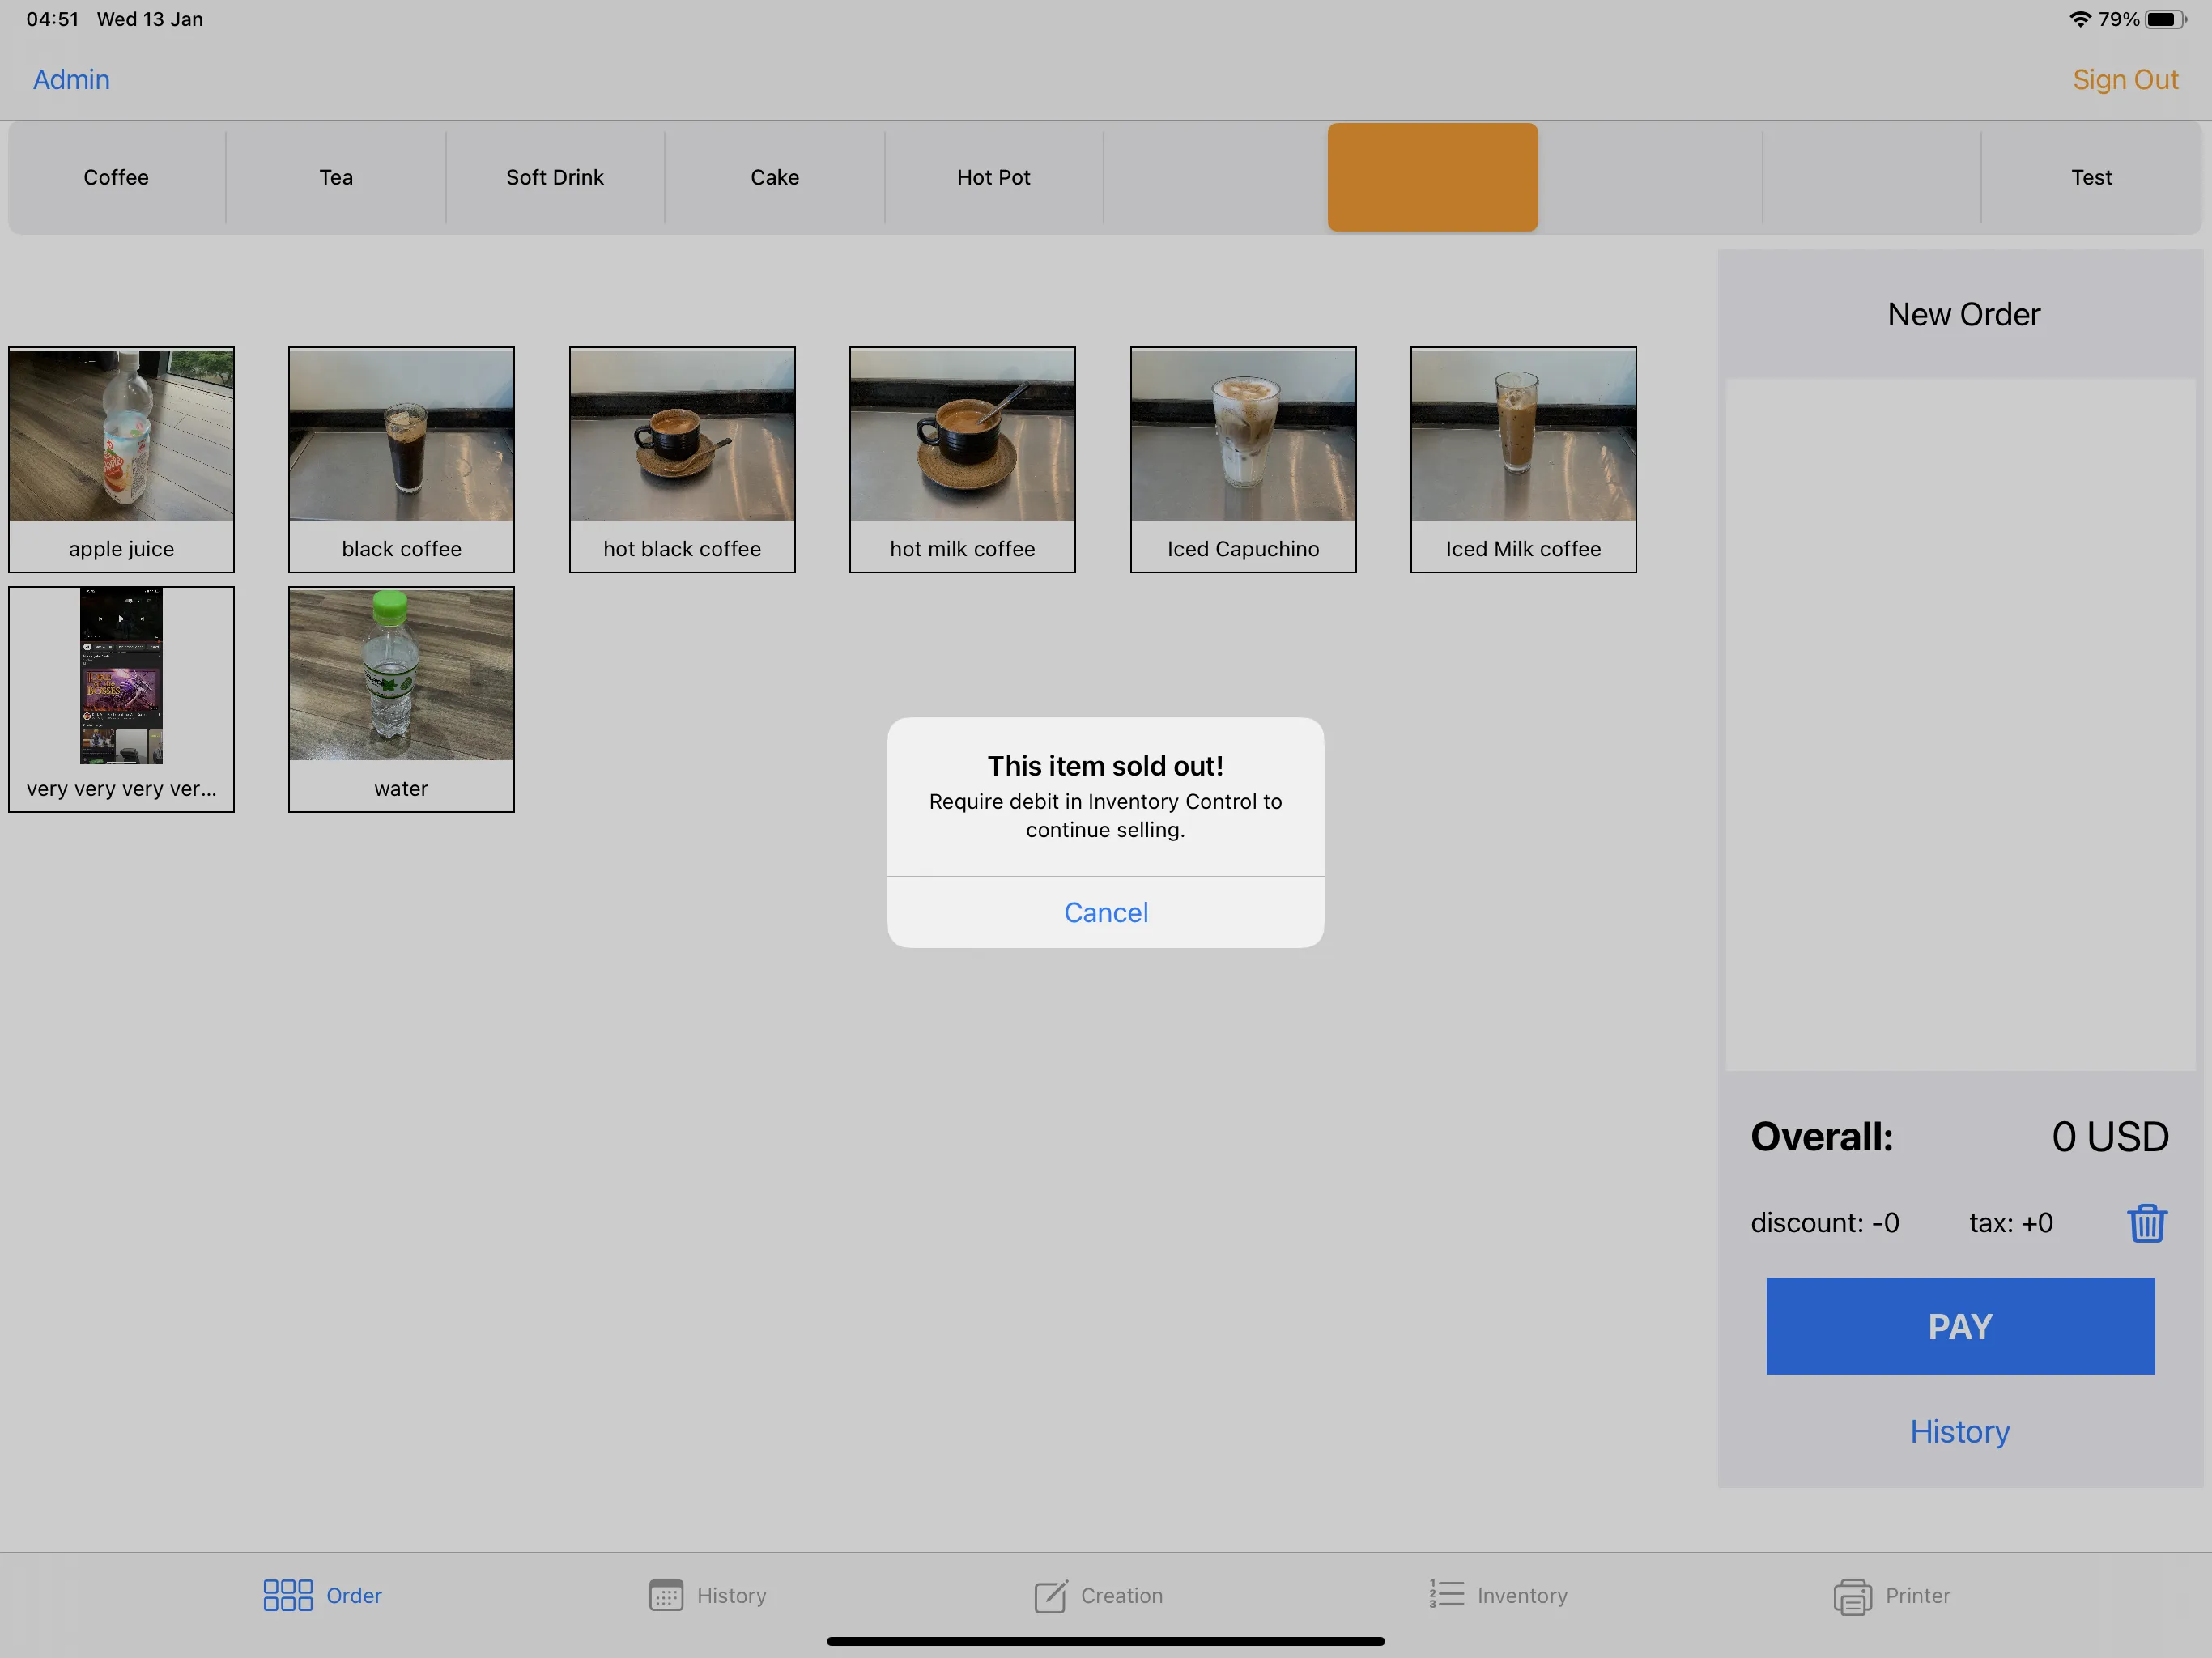 04:51 Wed 13 Jan
79%
Admin
Sign Out
Coffee
Tea
Soft Drink
Cake
Hot Pot
Test
New Order
apple juice
black coffee
hot black coffee
hot milk coffee
Iced Capuchino
Iced Milk coffee
very very very ver...
water
This item sold out!
Require debit in Inventory Control to
continue selling.
Cancel
Overall: 0 USD
discount: -0 tax: +0
PAY
History
Order
History
Creation
Inventory
Printer